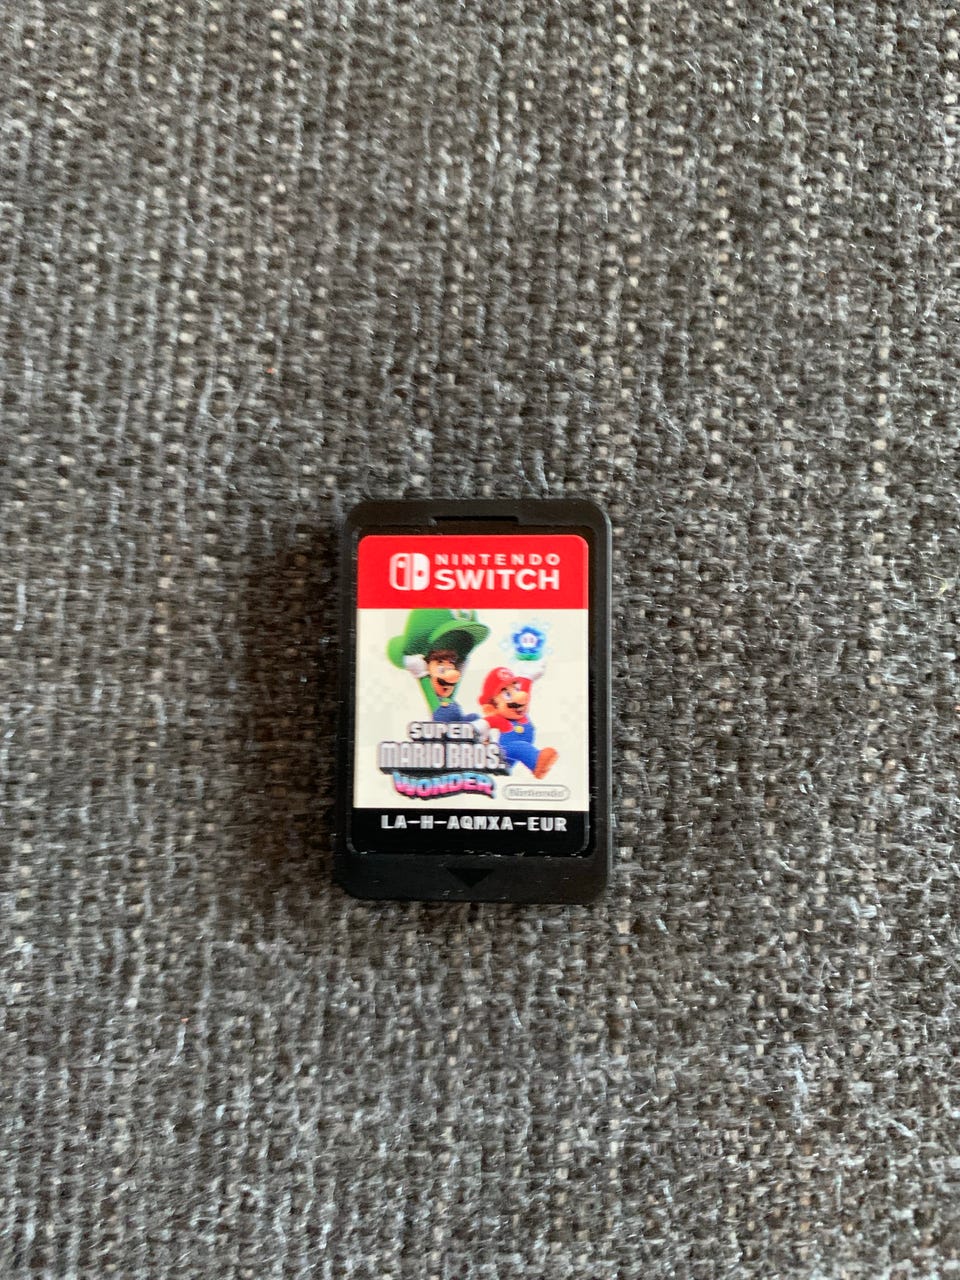 NINTENDO
SWITCH
SUPER
MARIO BROS.
WONDER
Nintendo
LA-H-AQMXA-EUR